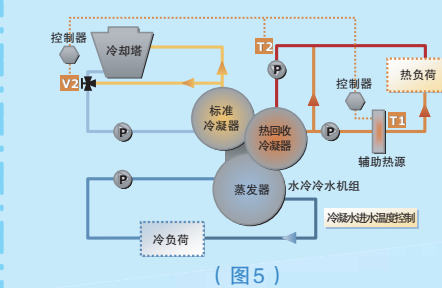 控制器
冷却塔
T2
P
热负荷
V2
控制器
标准
冷凝器
热回收
冷凝器
P
P
T1
辅助热源
P
蒸发器
水冷冷水机组
冷凝水进水温度控制
冷负荷
(图5)